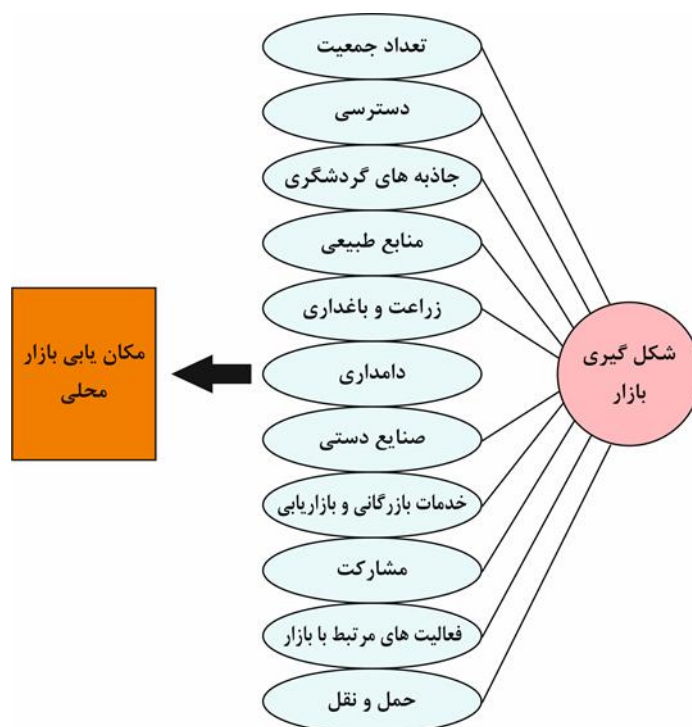 تعداد جمعیت
دسترسی
جاذبه های گردشگری
منابع طبیعی
زراعت و باغداری
دامداری
صنایع دستی
خدمات بازرگانی و بازاریابی
مشارکت
فعالیت های مرتبط با بازار
حمل و نقل
شکل گیری
بازار
مکان یابی بازار
محلی